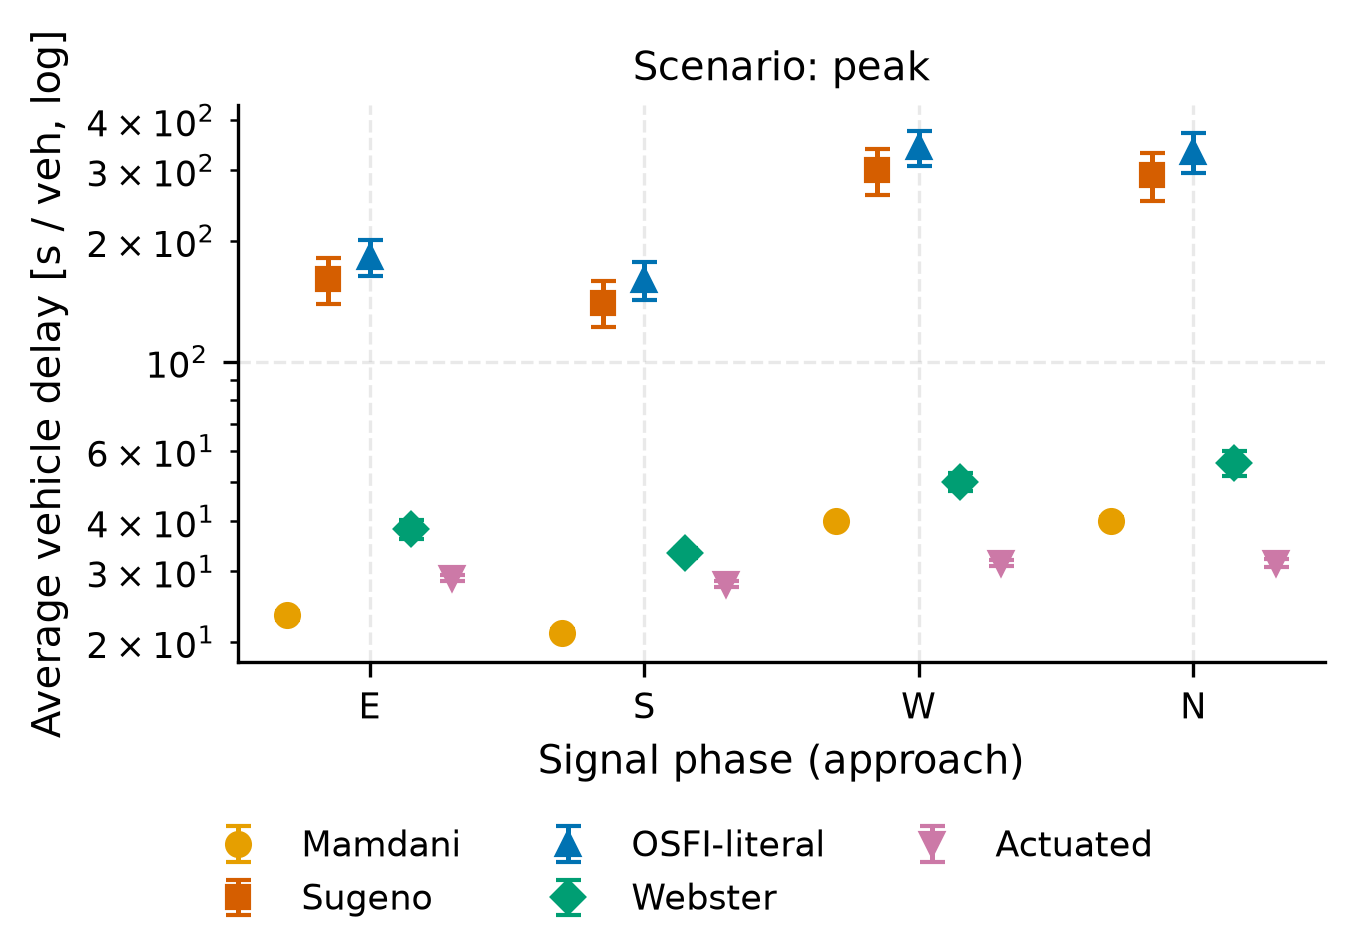 Scenario: peak
Average vehicle delay [s / veh, log]
4 × 10²
3 × 10²
2 × 10²
10²
6 × 10¹
4 × 10¹
3 × 10¹
2 × 10¹
E S W N
Signal phase (approach)
Mamdani OSFI-literal Actuated
Sugeno Webster